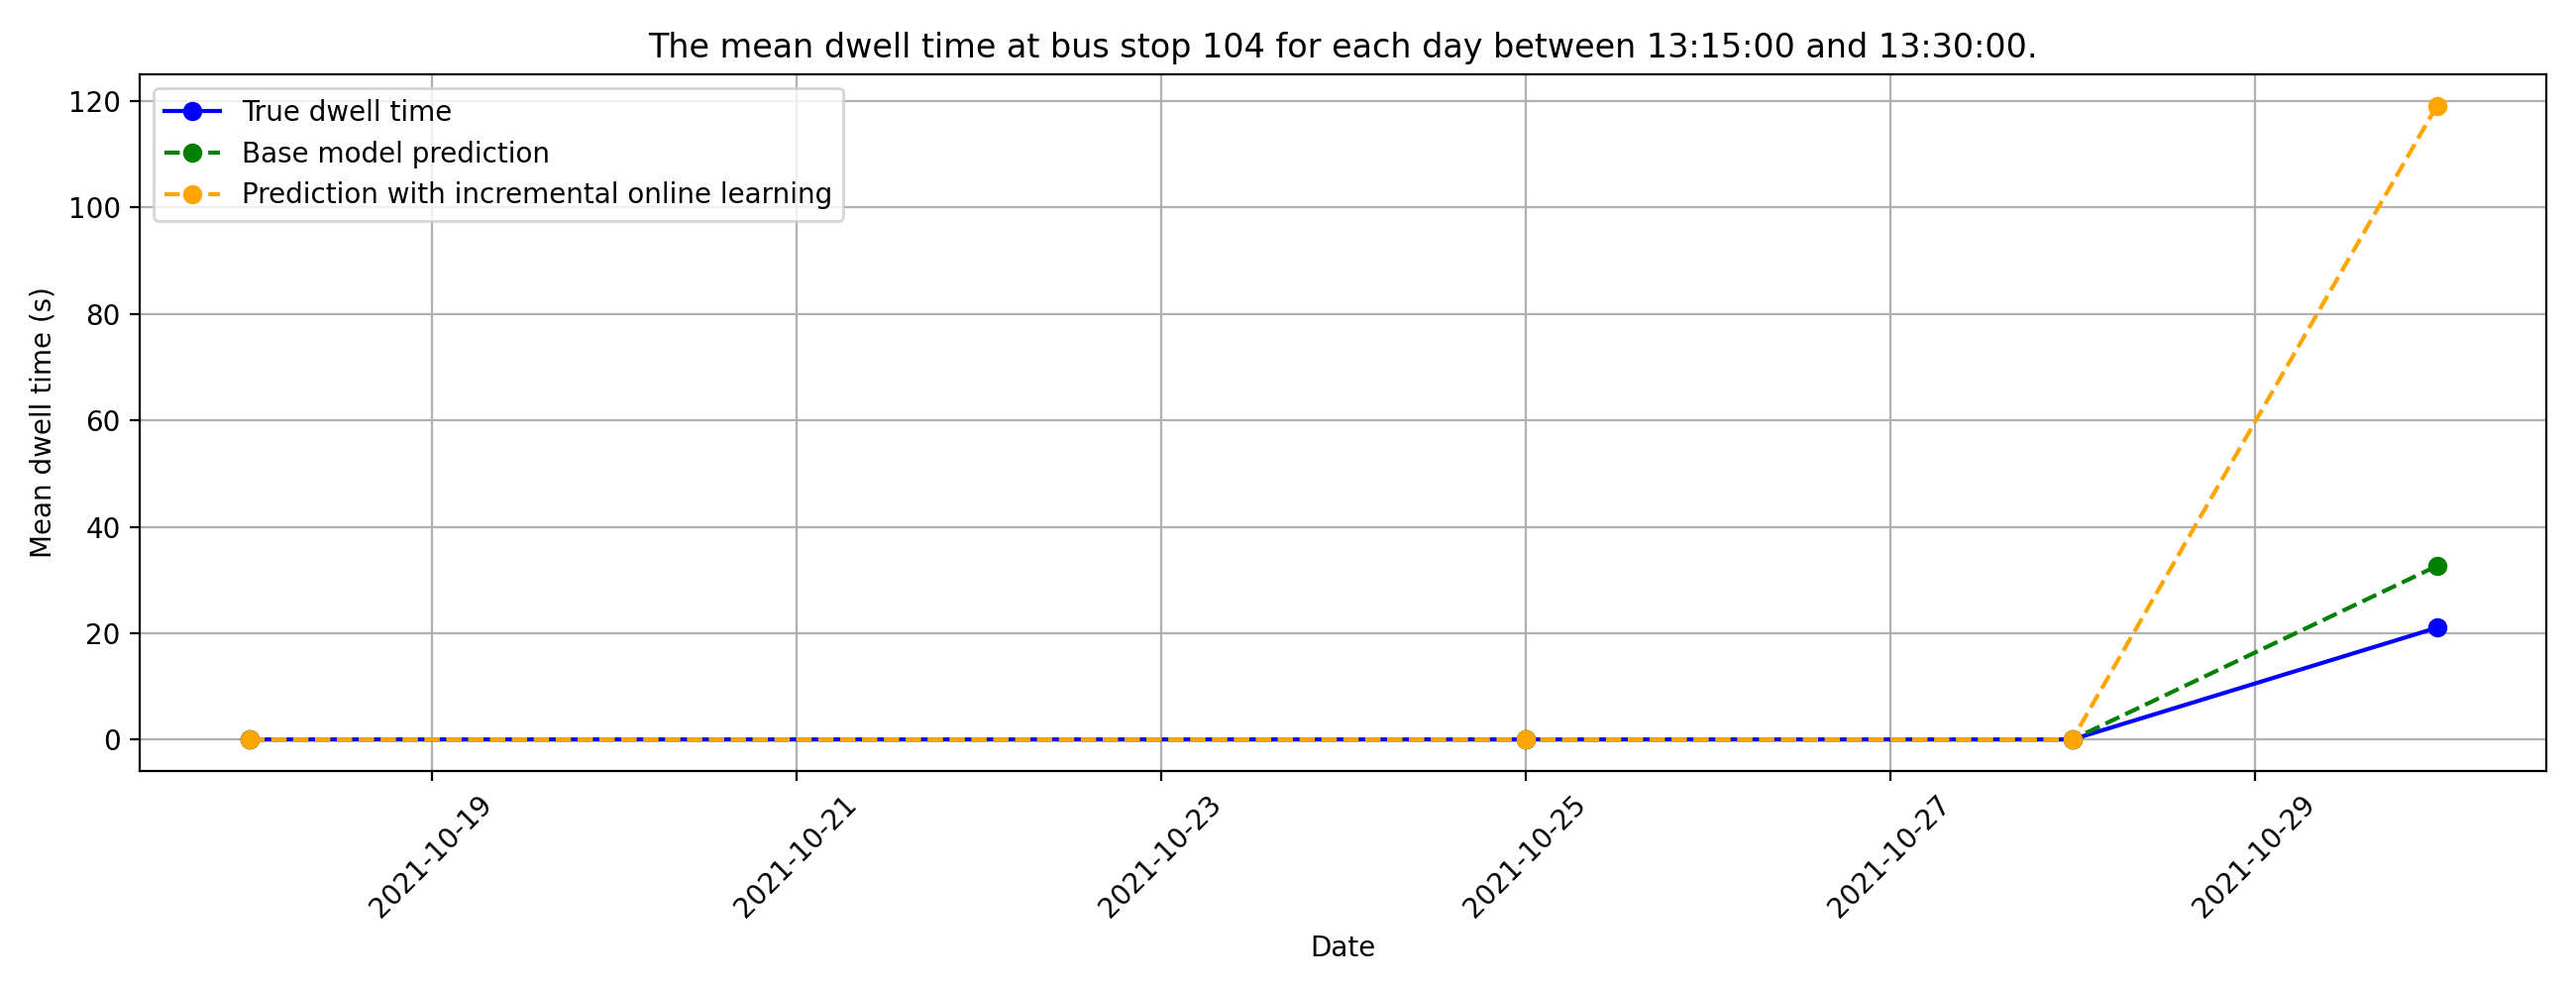 The mean dwell time at bus stop 104 for each day between 13:15:00 and 13:30:00.
True dwell time
Base model prediction
Prediction with incremental online learning
Mean dwell time (s)
120
100
80
60
40
20
0
2021-10-19
2021-10-21
2021-10-23
2021-10-25
2021-10-27
2021-10-29
Date